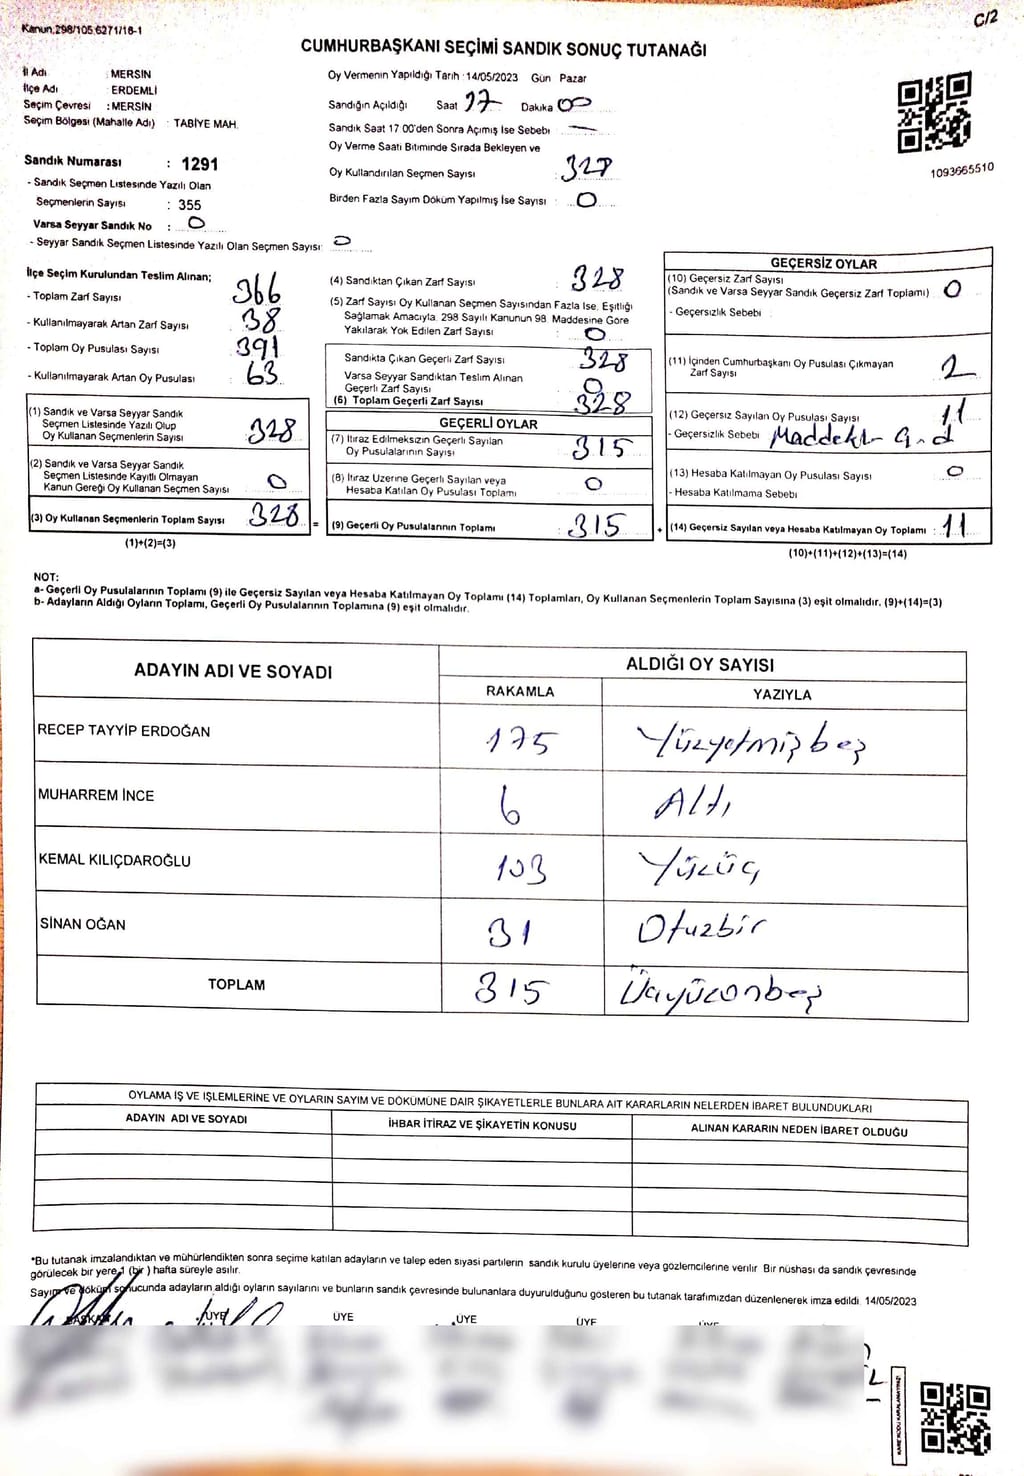 C/2
Kanun.298/105.6271/16-1
CUMHURBAŞKANI SEÇİMİ SANDIK SONUÇ TUTANAĞI
İl Adı : MERSİN
İlçe Adı : ERDEMLİ
Seçim Çevresi : MERSİN
Seçim Bölgesi (Mahalle Adı) : TABİYE MAH.
Sandık Numarası : 1291
- Sandık Seçmen Listesinde Yazılı Olan
Seçmenlerin Sayısı : 355
Varsa Seyyar Sandık No : 0
- Seyyar Sandık Seçmen Listesinde Yazılı Olan Seçmen Sayısı: 0
Oy Vermenin Yapıldığı Tarih : 14/05/2023 Gün Pazar
Sandığın Açıldığı Saat 17 Dakika 00
Sandık Saat 17 00'den Sonra Açımış İse Sebebi —
Oy Verme Saati Bitiminde Sırada Bekleyen ve
Oy Kullandırılan Seçmen Sayısı : 327
Birden Fazla Sayım Döküm Yapılmış İse Sayısı : 0
1093665510
İlçe Seçim Kurulundan Teslim Alınan;
- Toplam Zarf Sayısı : 366
- Kullanılmayarak Artan Zarf Sayısı : 38
- Toplam Oy Pusulası Sayısı : 391
- Kullanılmayarak Artan Oy Pusulası : 63
(1) Sandık ve Varsa Seyyar Sandık
Seçmen Listesinde Yazılı Olup
Oy Kullanan Seçmenlerin Sayısı : 328
(2) Sandık ve Varsa Seyyar Sandık
Seçmen Listesinde Kayıtlı Olmayan
Kanun Gereği Oy Kullanan Seçmen Sayısı : 0
(3) Oy Kullanan Seçmenlerin Toplam Sayısı : 328 =
(1)+(2)=(3)
(4) Sandıktan Çıkan Zarf Sayısı : 328
(5) Zarf Sayısı Oy Kullanan Seçmen Sayısından Fazla İse, Eşitliği
Sağlamak Amacıyla 298 Sayılı Kanunun 98 Maddesine Göre
Yakılarak Yok Edilen Zarf Sayısı : 0
Sandıkta Çıkan Geçerli Zarf Sayısı : 328
Varsa Seyyar Sandıktan Teslim Alınan
Geçerli Zarf Sayısı : 0
(6) Toplam Geçerli Zarf Sayısı : 328
GEÇERLİ OYLAR
(7) İtiraz Edilmeksizin Geçerli Sayılan
Oy Pusulalarının Sayısı : 315
(8) İtiraz Üzerine Geçerli Sayılan veya
Hesaba Katılan Oy Pusulası Toplamı : 0
(9) Geçerli Oy Pusulalarının Toplamı : 315 +
GEÇERSİZ OYLAR
(10) Geçersiz Zarf Sayısı
(Sandık ve Varsa Seyyar Sandık Geçersiz Zarf Toplamı) : 0
- Geçersizlik Sebebi :
(11) İçinden Cumhurbaşkanı Oy Pusulası Çıkmayan
Zarf Sayısı : 2
(12) Geçersiz Sayılan Oy Pusulası Sayısı : 11
- Geçersizlik Sebebi
(13) Hesaba Katılmayan Oy Pusulası Sayısı : 0
- Hesaba Katılmama Sebebi
(14) Geçersiz Sayılan veya Hesaba Katılmayan Oy Toplamı : 11
(10)+(11)+(12)+(13)=(14)
NOT:
a- Geçerli Oy Pusulalarının Toplamı (9) ile Geçersiz Sayılan veya Hesaba Katılmayan Oy Toplamı (14) Toplamları, Oy Kullanan Seçmenlerin Toplam Sayısına (3) eşit olmalıdır. (9)+(14)=(3)
b- Adayların Aldığı Oyların Toplamı, Geçerli Oy Pusulalarının Toplamına (9) eşit olmalıdır.
ADAYIN ADI VE SOYADI ALDIĞI OY SAYISI
RAKAMLA YAZIYLA
RECEP TAYYİP ERDOĞAN 175 Yüzyetmişbeş
MUHARREM İNCE 6 Altı
KEMAL KILIÇDAROĞLU 103 Yüzüç
SİNAN OĞAN 31 Otuzbir
TOPLAM 315 Üçyüzonbeş
OYLAMA İŞ VE İŞLEMLERİNE VE OYLARIN SAYIM VE DÖKÜMÜNE DAİR ŞİKAYETLERLE BUNLARA AİT KARARLARIN NELERDEN İBARET BULUNDUKLARI
ADAYIN ADI VE SOYADI İHBAR İTİRAZ VE ŞİKAYETİN KONUSU ALINAN KARARIN NEDEN İBARET OLDUĞU
*Bu tutanak imzalandıktan ve mühürlendikten sonra seçime katılan adayların ve talep eden siyasi partilerin sandık kurulu üyelerine veya gözlemcilerine verilir. Bir nüshası da sandık çevresinde
görülecek bir yere 1 (bir ) hafta süreyle asılır.
Sayım ve döküm sonucunda adayların aldığı oyların sayılarını ve bunların sandık çevresinde bulunanlara duyurulduğunu gösteren bu tutanak tarafımızdan düzenlenerek imza edildi. 14/05/2023
BAŞKAN ÜYE ÜYE ÜYE ÜYE ÜYE